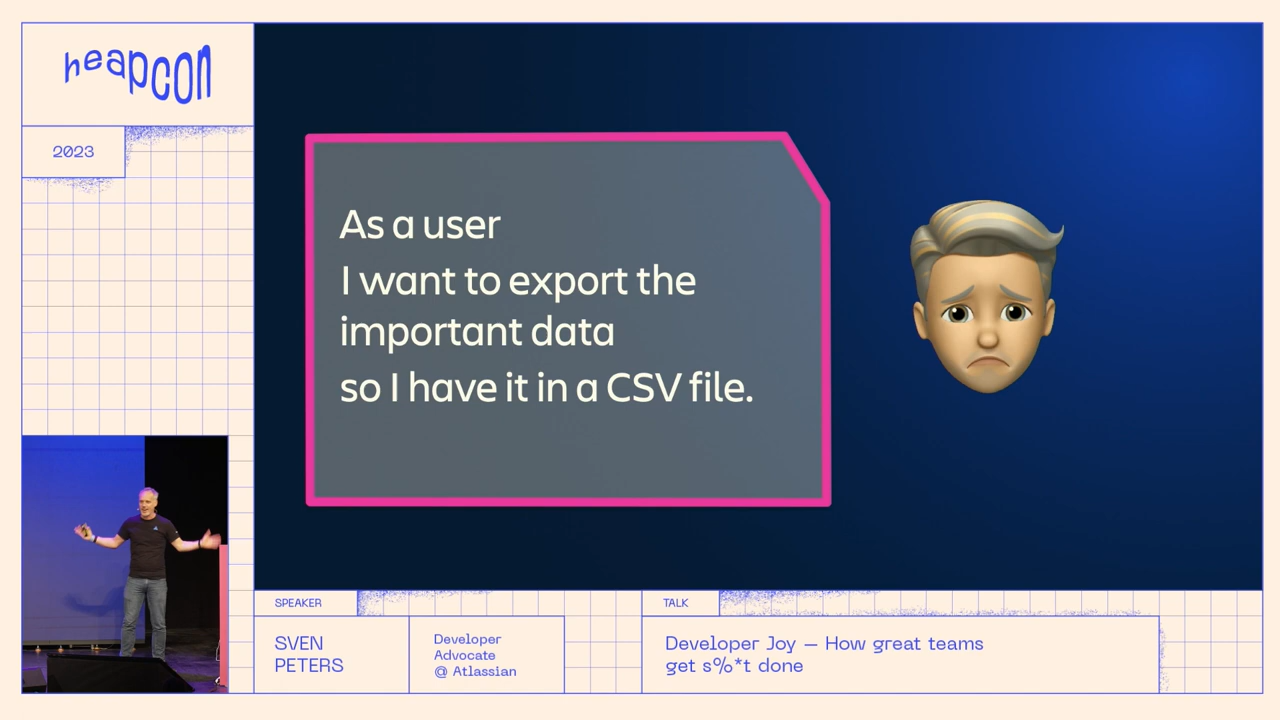 heapcon
2023
As a user
I want to export the
important data
so I have it in a CSV file.
SPEAKER
SVEN
PETERS
Developer
Advocate
@ Atlassian
TALK
Developer Joy — How great teams
get s%*t done